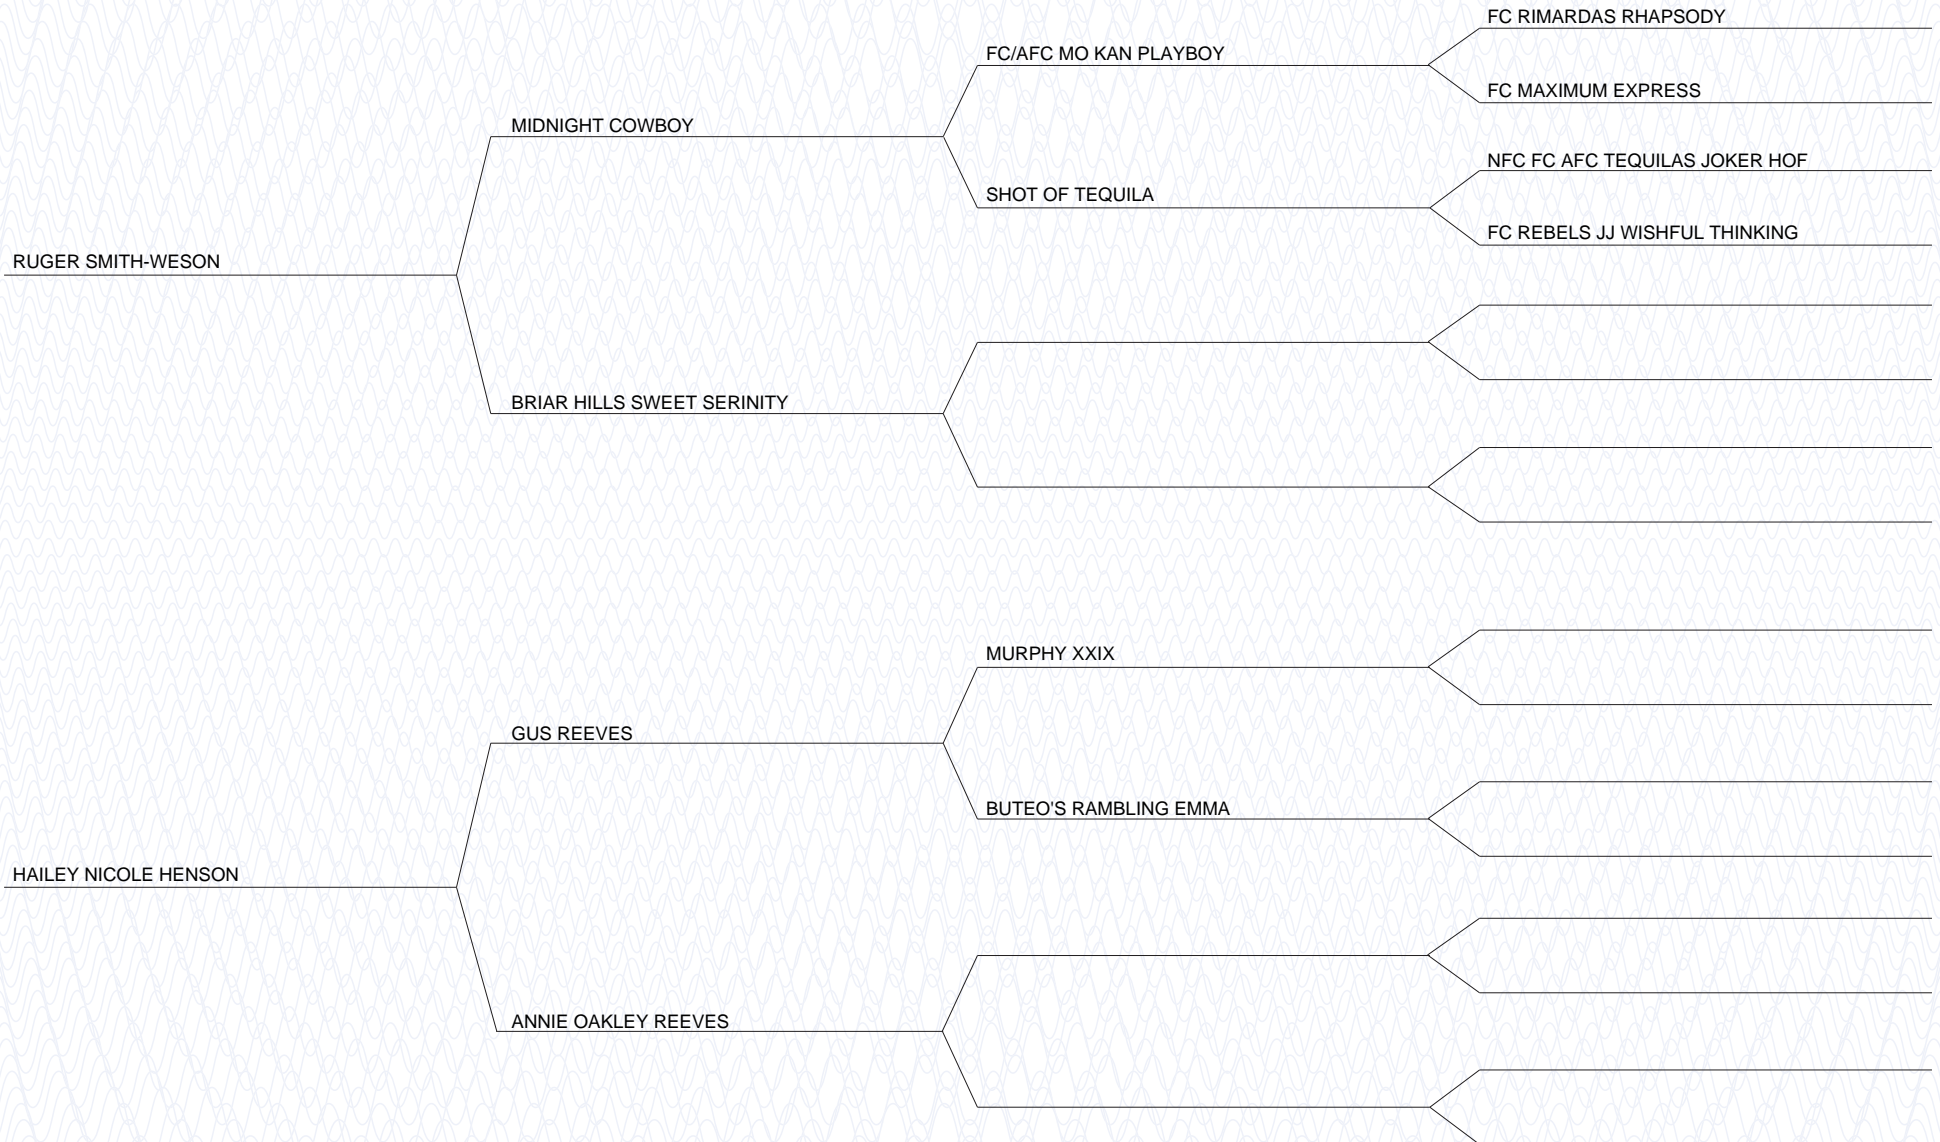 FC RIMARDAS RHAPSODY
FC/AFC MO KAN PLAYBOY
FC MAXIMUM EXPRESS
MIDNIGHT COWBOY
NFC FC AFC TEQUILAS JOKER HOF
SHOT OF TEQUILA
FC REBELS JJ WISHFUL THINKING
RUGER SMITH-WESON
BRIAR HILLS SWEET SERINITY
MURPHY XXIX
GUS REEVES
BUTEO'S RAMBLING EMMA
HAILEY NICOLE HENSON
ANNIE OAKLEY REEVES